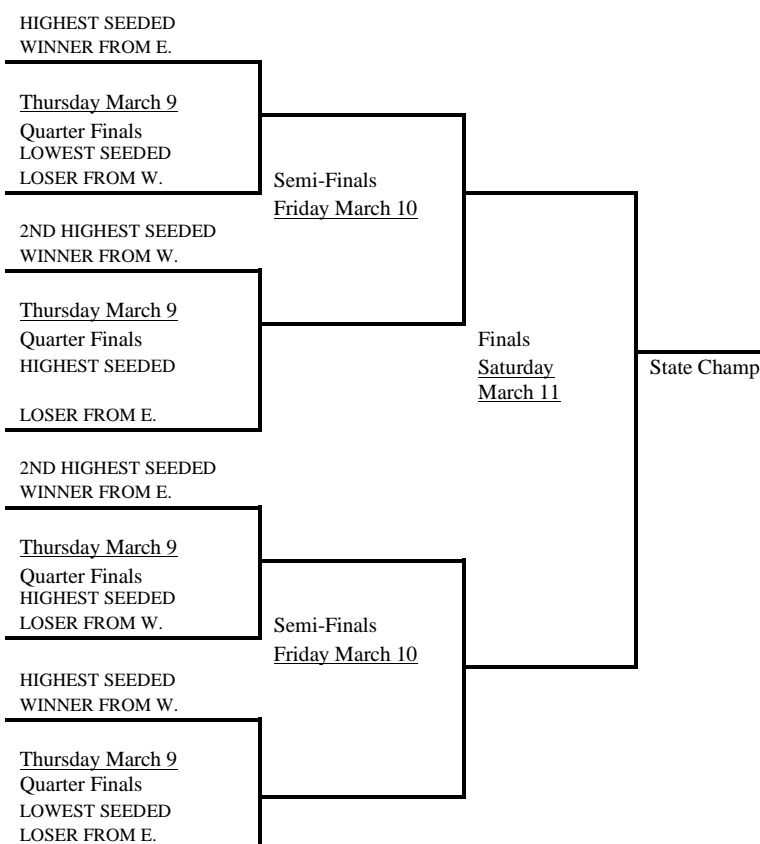 HIGHEST SEEDED
WINNER FROM E.
Thursday March 9
Quarter Finals
LOWEST SEEDED
LOSER FROM W.
Semi-Finals
Friday March 10
2ND HIGHEST SEEDED
WINNER FROM W.
Thursday March 9
Quarter Finals
HIGHEST SEEDED
LOSER FROM E.
Finals
Saturday
March 11
State Champ
2ND HIGHEST SEEDED
WINNER FROM E.
Thursday March 9
Quarter Finals
HIGHEST SEEDED
LOSER FROM W.
Semi-Finals
Friday March 10
HIGHEST SEEDED
WINNER FROM W.
Thursday March 9
Quarter Finals
LOWEST SEEDED
LOSER FROM E.